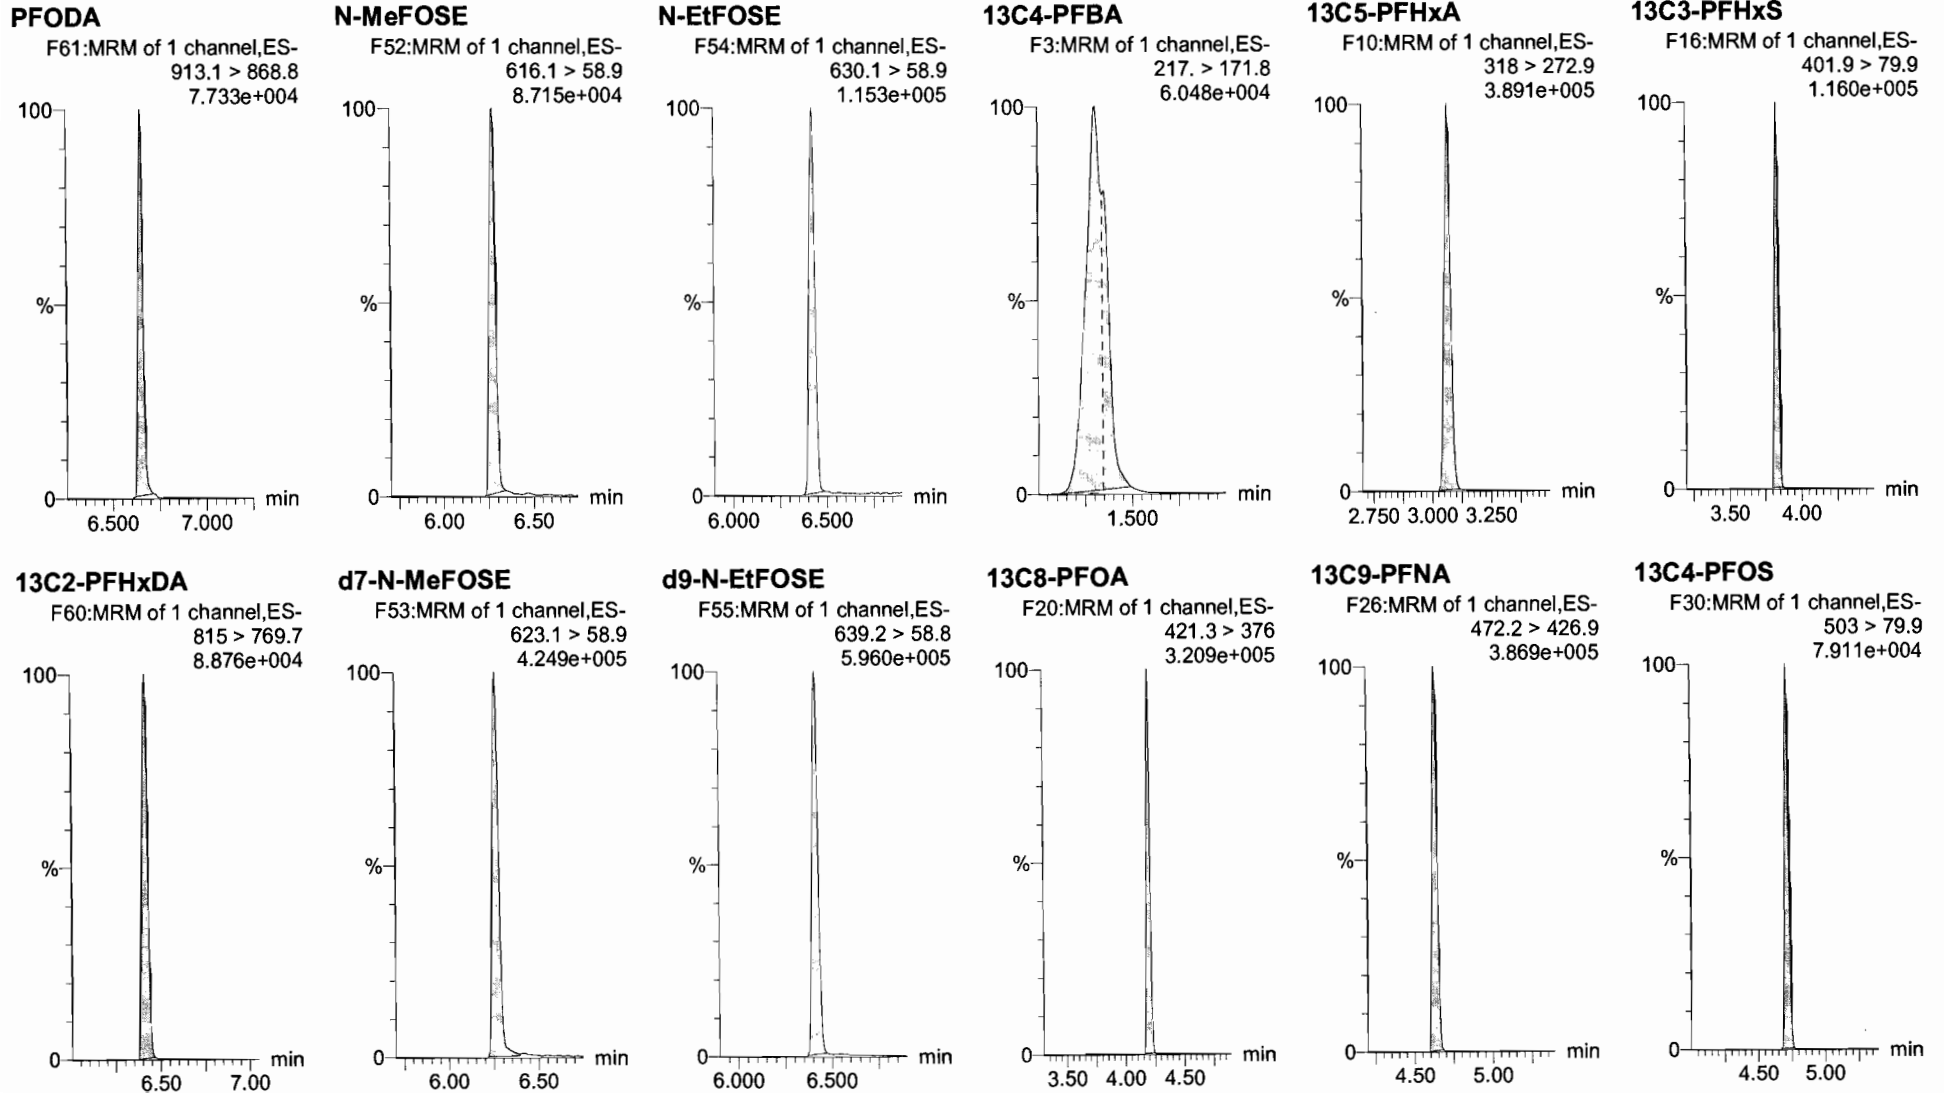 PFODA
F61:MRM of 1 channel,ES-
913.1 > 868.8
7.733e+004
100
%
0
min
6.500 7.000
N-MeFOSE
F52:MRM of 1 channel,ES-
616.1 > 58.9
8.715e+004
100
%
0
min
6.00 6.50
N-EtFOSE
F54:MRM of 1 channel,ES-
630.1 > 58.9
1.153e+005
100
%
0
min
6.000 6.500
13C4-PFBA
F3:MRM of 1 channel,ES-
217. > 171.8
6.048e+004
100
%
0
min
1.500
13C5-PFHxA
F10:MRM of 1 channel,ES-
318 > 272.9
3.891e+005
100
%
0
min
2.750 3.000 3.250
13C3-PFHxS
F16:MRM of 1 channel,ES-
401.9 > 79.9
1.160e+005
100
%
0
min
3.50 4.00
13C2-PFHxDA
F60:MRM of 1 channel,ES-
815 > 769.7
8.876e+004
100
%
0
min
6.50 7.00
d7-N-MeFOSE
F53:MRM of 1 channel,ES-
623.1 > 58.9
4.249e+005
100
%
0
min
6.00 6.50
d9-N-EtFOSE
F55:MRM of 1 channel,ES-
639.2 > 58.8
5.960e+005
100
%
0
min
6.000 6.500
13C8-PFOA
F20:MRM of 1 channel,ES-
421.3 > 376
3.209e+005
100
%
0
min
3.50 4.00 4.50
13C9-PFNA
F26:MRM of 1 channel,ES-
472.2 > 426.9
3.869e+005
100
%
0
min
4.50 5.00
13C4-PFOS
F30:MRM of 1 channel,ES-
503 > 79.9
7.911e+004
100
%
0
min
4.50 5.00